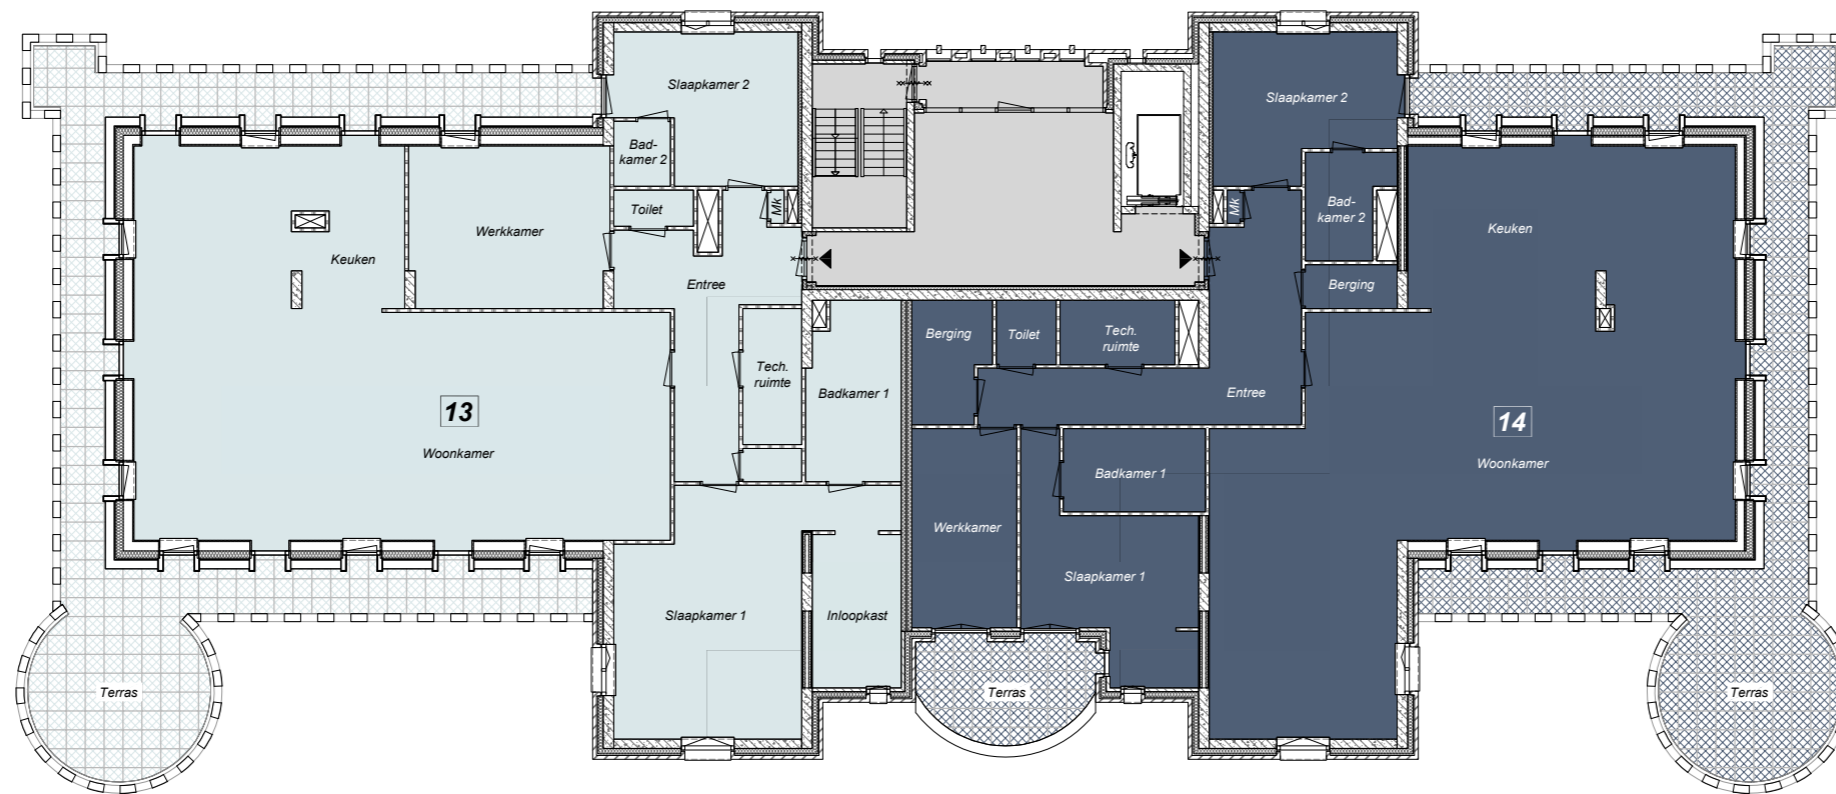 Slaapkamer 2
Bad-
kamer 2
Toilet
Mk
Werkkamer
Keuken
Entree
Tech.
ruimte
Badkamer 1
13
Woonkamer
Slaapkamer 1
Inloopkast
Terras
Slaapkamer 2
Mk
Bad-
kamer 2
Keuken
Berging
Berging
Toilet
Tech.
ruimte
Entree
14
Woonkamer
Badkamer 1
Werkkamer
Slaapkamer 1
Terras
Terras